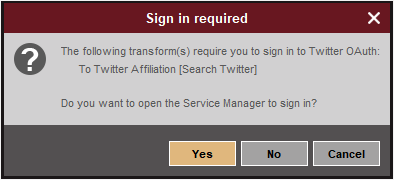 Sign in required
The following transform(s) require you to sign in to Twitter OAuth:
To Twitter Affiliation [Search Twitter]
Do you want to open the Service Manager to sign in?
Yes No Cancel